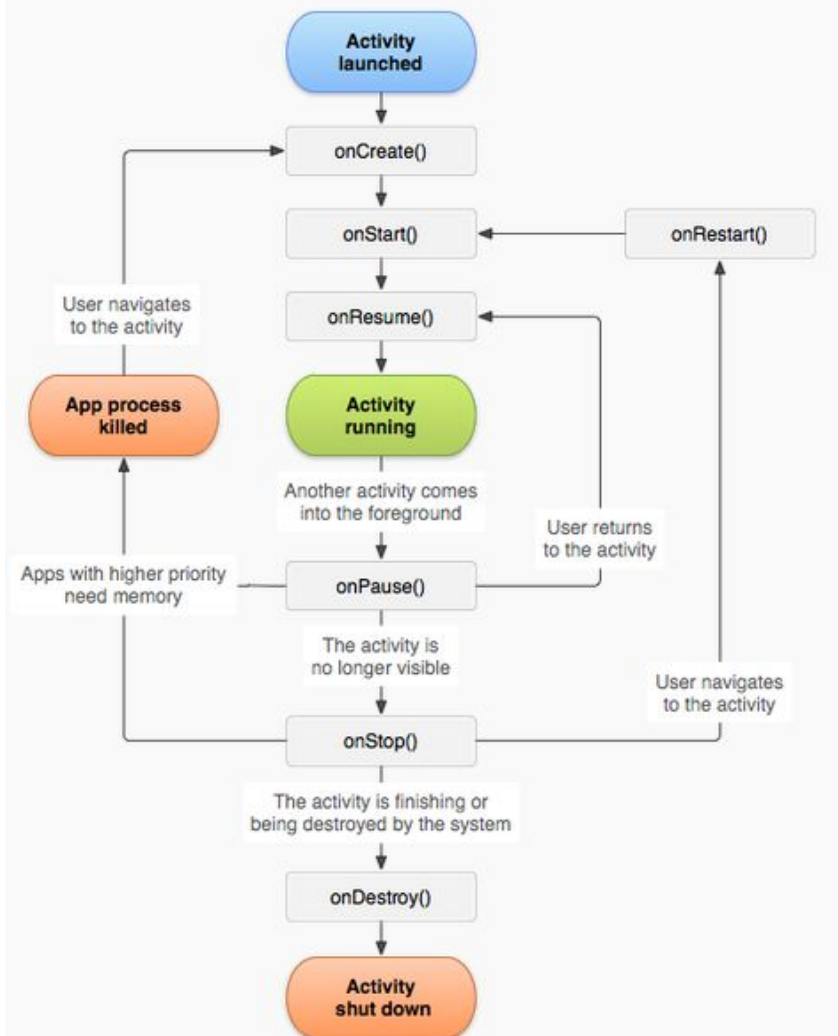 Activity
launched
onCreate()
onStart()
onRestart()
onResume()
User navigates
to the activity
App process
killed
Activity
running
Another activity comes
into the foreground
User returns
to the activity
Apps with higher priority
need memory
onPause()
The activity is
no longer visible
User navigates
to the activity
onStop()
The activity is finishing or
being destroyed by the system
onDestroy()
Activity
shut down